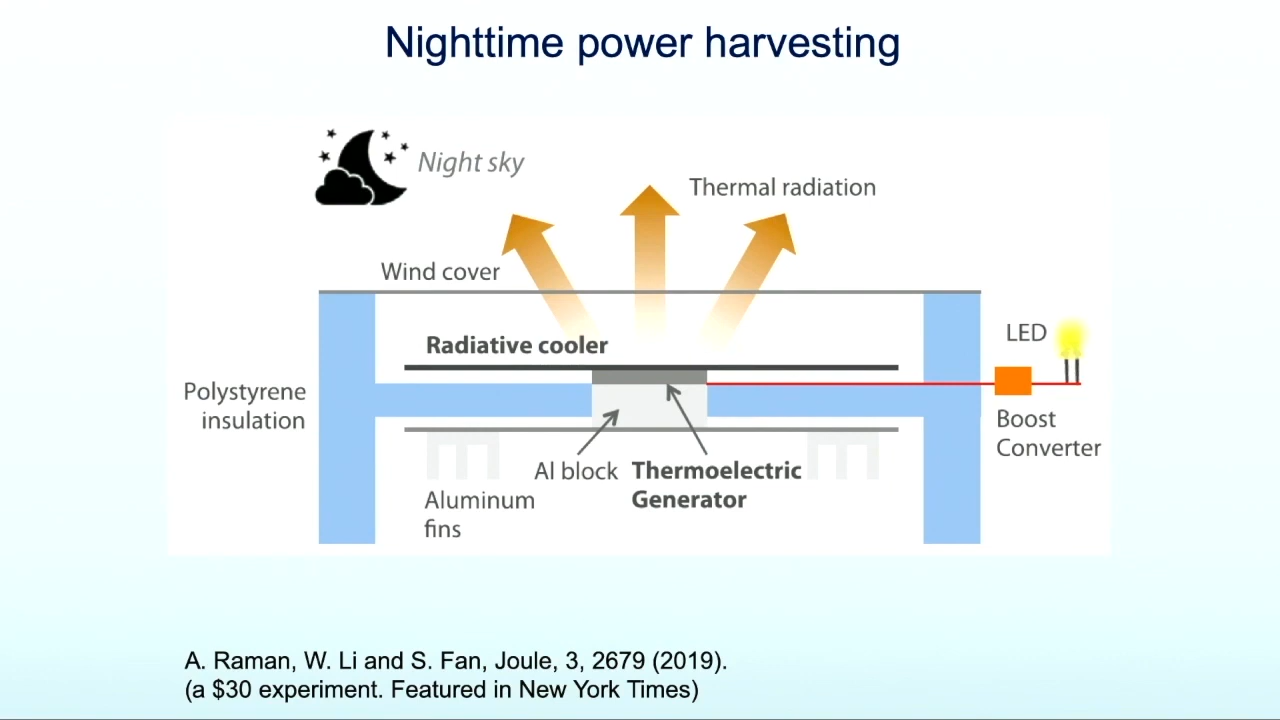 Nighttime power harvesting
Night sky
Thermal radiation
Wind cover
Radiative cooler
LED
Polystyrene
insulation
Boost
Converter
Al block
Thermoelectric
Generator
Aluminum
fins
A. Raman, W. Li and S. Fan, Joule, 3, 2679 (2019).
(a $30 experiment. Featured in New York Times)